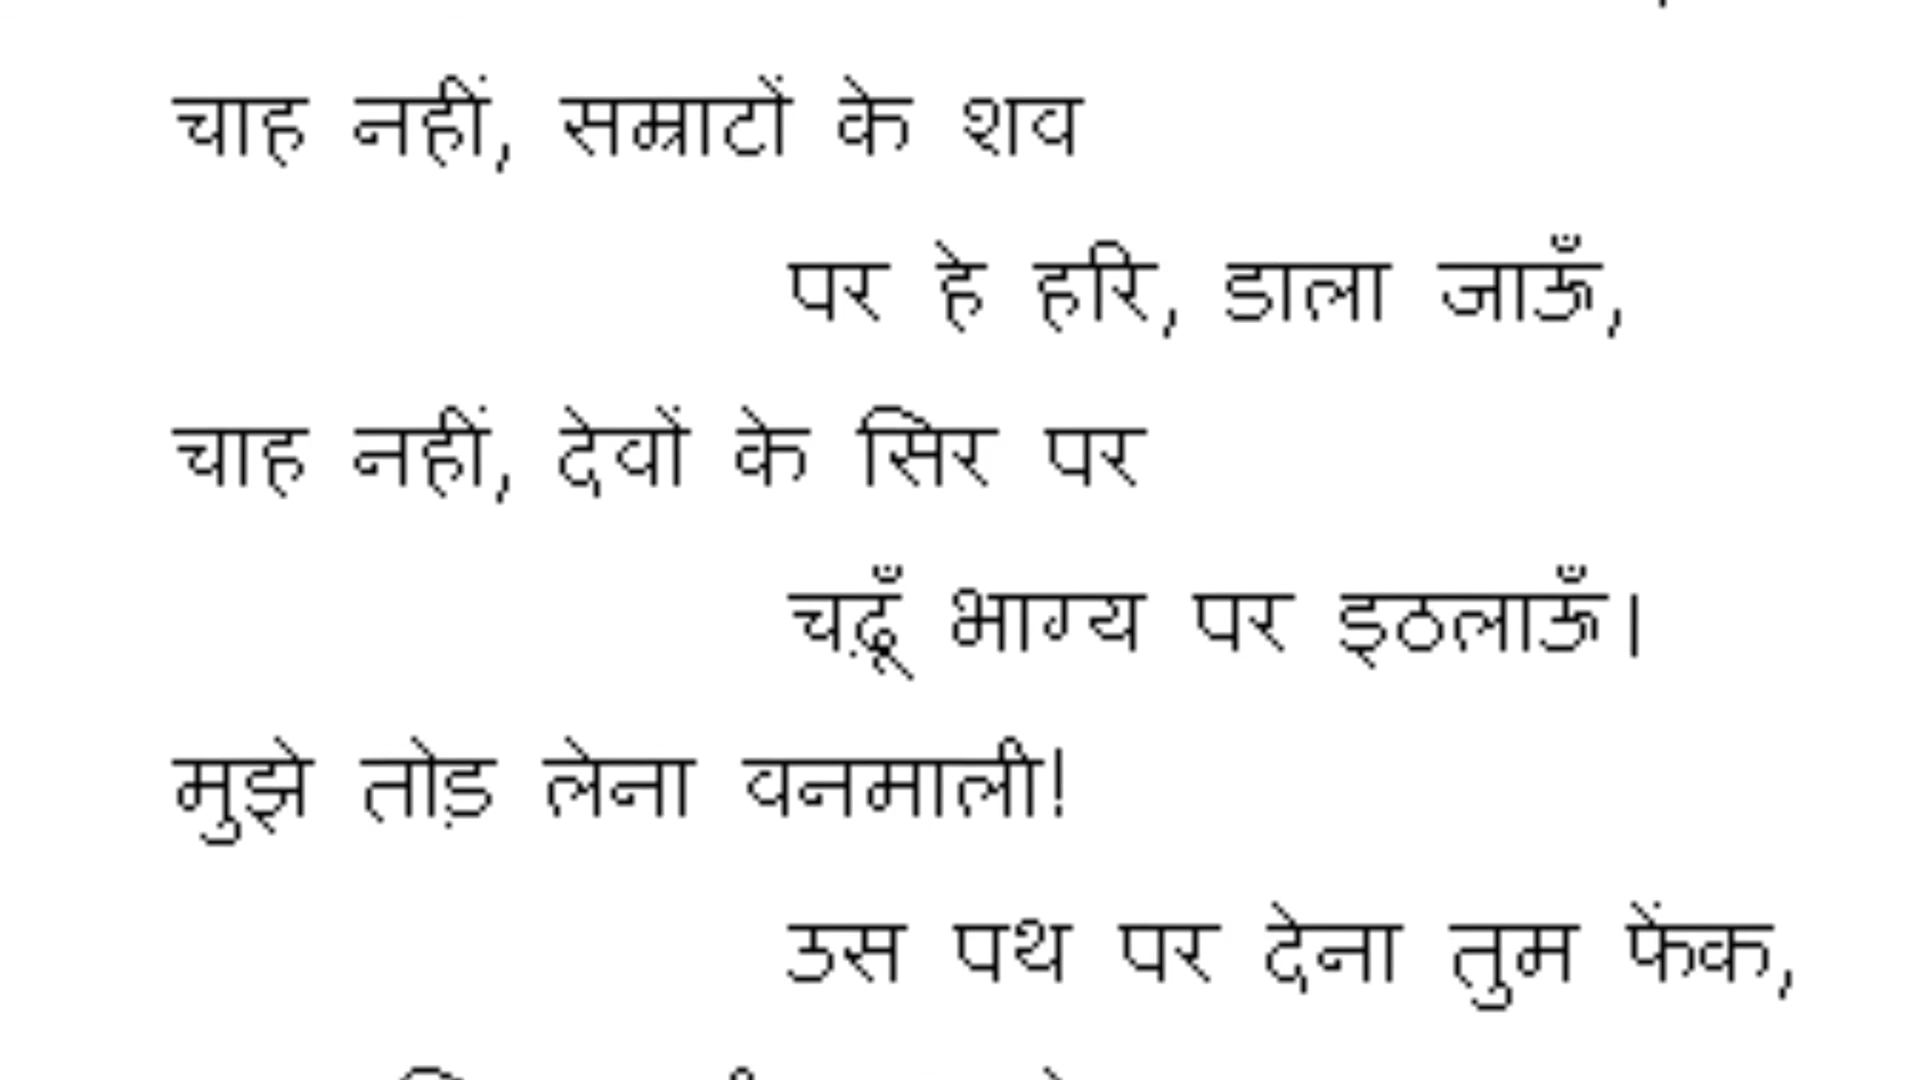 चाह नहीं, सम्राटों के शव
पर हे हरि, डाला जाऊँ,
चाह नहीं, देवों के सिर पर
चढ़ूँ भाग्य पर इठलाऊँ।
मुझे तोड़ लेना वनमाली!
उस पथ पर देना तुम फेंक,